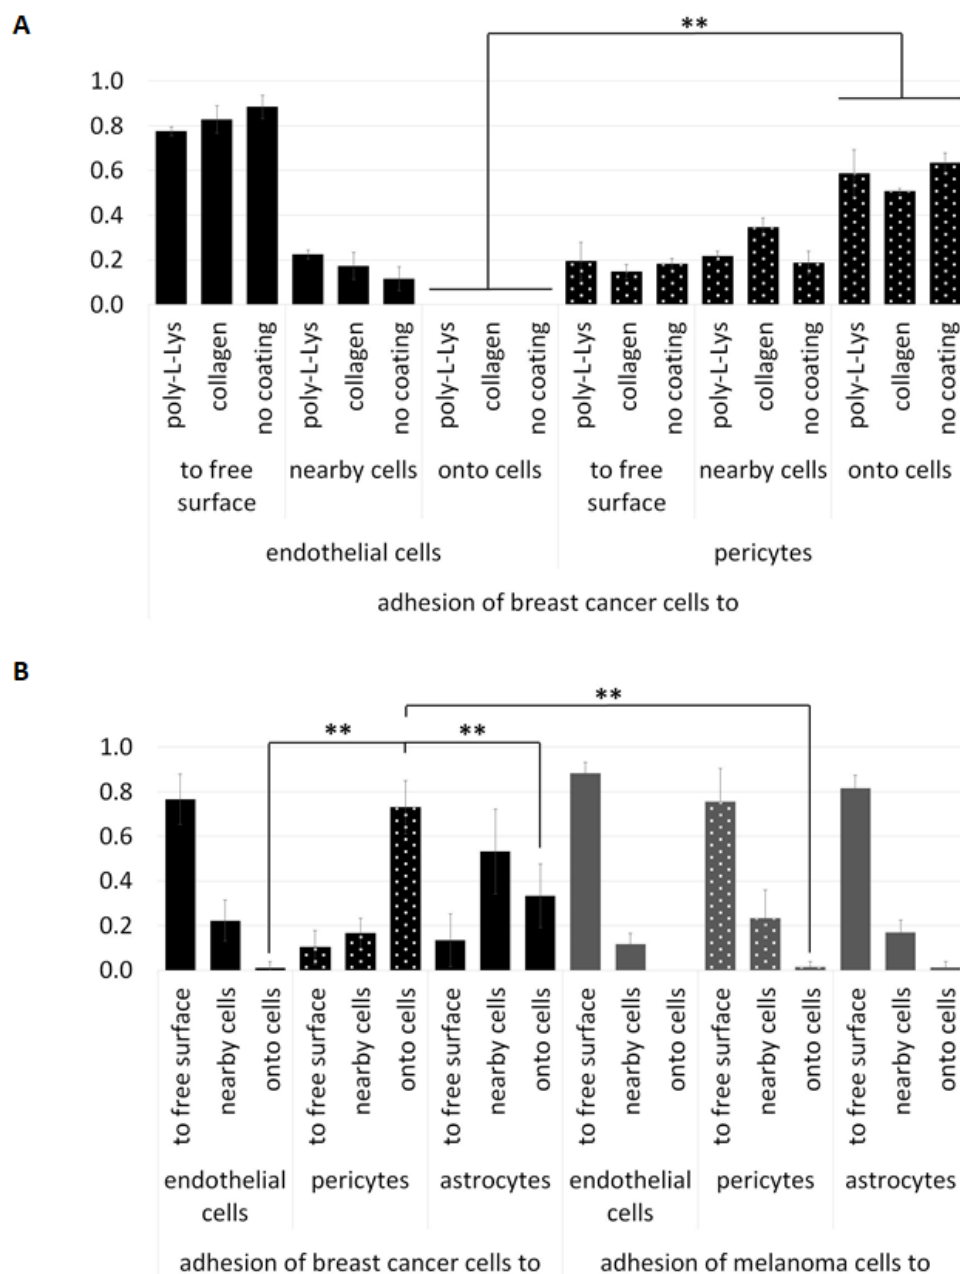 A
**
1.0
0.8
0.6
0.4
0.2
0.0
poly-L-Lys
collagen
no coating
poly-L-Lys
collagen
no coating
poly-L-Lys
collagen
no coating
poly-L-Lys
collagen
no coating
poly-L-Lys
collagen
no coating
poly-L-Lys
collagen
no coating
to free
surface
nearby cells
onto cells
to free
surface
nearby cells
onto cells
endothelial cells
pericytes
adhesion of breast cancer cells to
B
**
**
**
1.0
0.8
0.6
0.4
0.2
0.0
to free surface
nearby cells
onto cells
to free surface
nearby cells
onto cells
to free surface
nearby cells
onto cells
to free surface
nearby cells
onto cells
to free surface
nearby cells
onto cells
to free surface
nearby cells
onto cells
endothelial
cells
pericytes
astrocytes
endothelial
cells
pericytes
astrocytes
adhesion of breast cancer cells to
adhesion of melanoma cells to